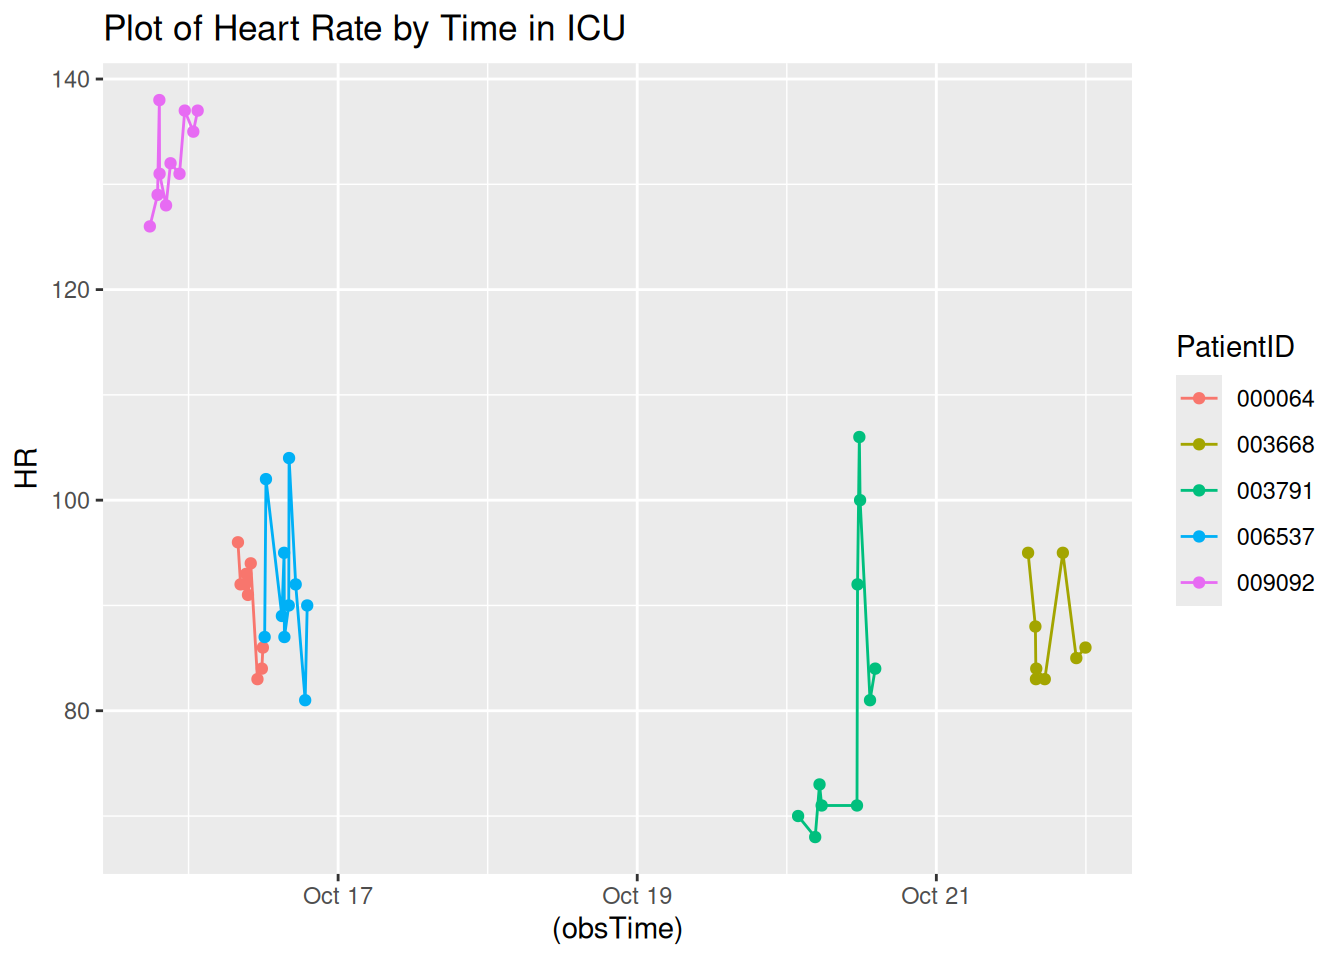 Plot of Heart Rate by Time in ICU
140
120
100
80
HR
Oct 17
Oct 19
Oct 21
(obsTime)
PatientID
000064
003668
003791
006537
009092